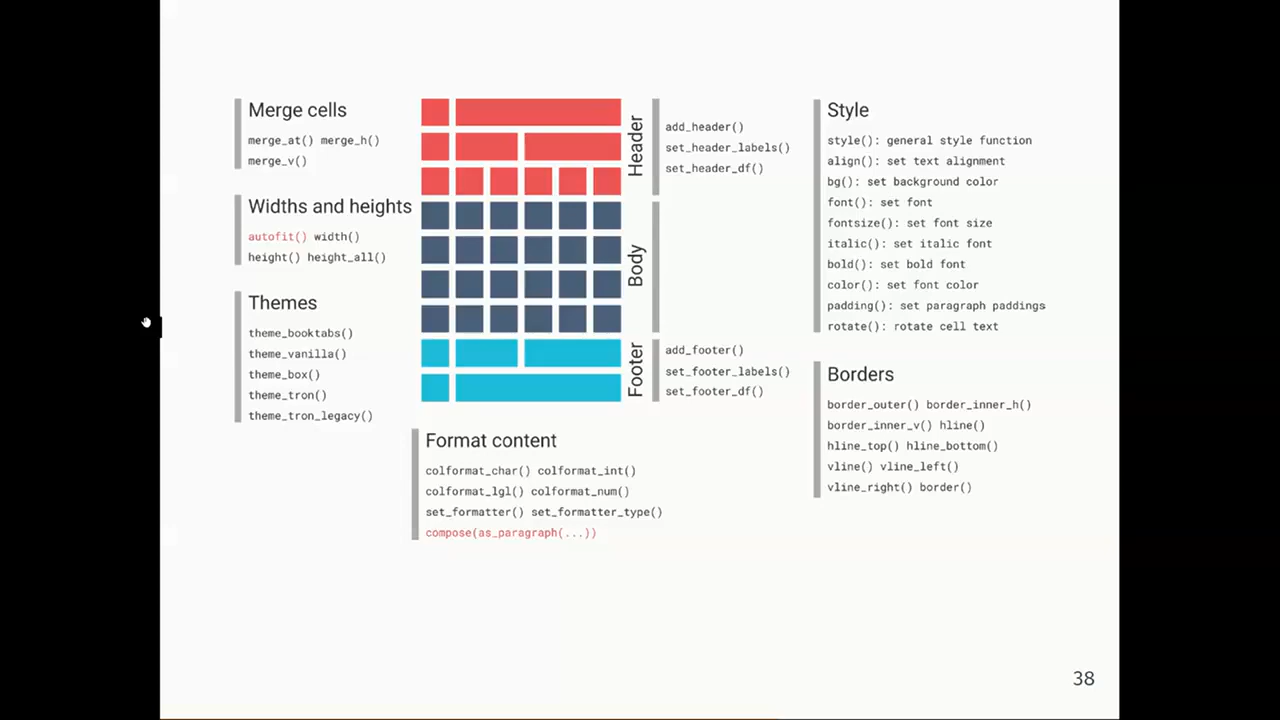 Merge cells
merge_at() merge_h()
merge_v()
Widths and heights
autofit() width()
height() height_all()
Themes
theme_booktabs()
theme_vanilla()
theme_box()
theme_tron()
theme_tron_legacy()
Header
Body
Footer
add_header()
set_header_labels()
set_header_df()
add_footer()
set_footer_labels()
set_footer_df()
Format content
colformat_char() colformat_int()
colformat_lgl() colformat_num()
set_formatter() set_formatter_type()
compose(as_paragraph(...))
Style
style(): general style function
align(): set text alignment
bg(): set background color
font(): set font
fontsize(): set font size
italic(): set italic font
bold(): set bold font
color(): set font color
padding(): set paragraph paddings
rotate(): rotate cell text
Borders
border_outer() border_inner_h()
border_inner_v() hline()
hline_top() hline_bottom()
vline() vline_left()
vline_right() border()
38